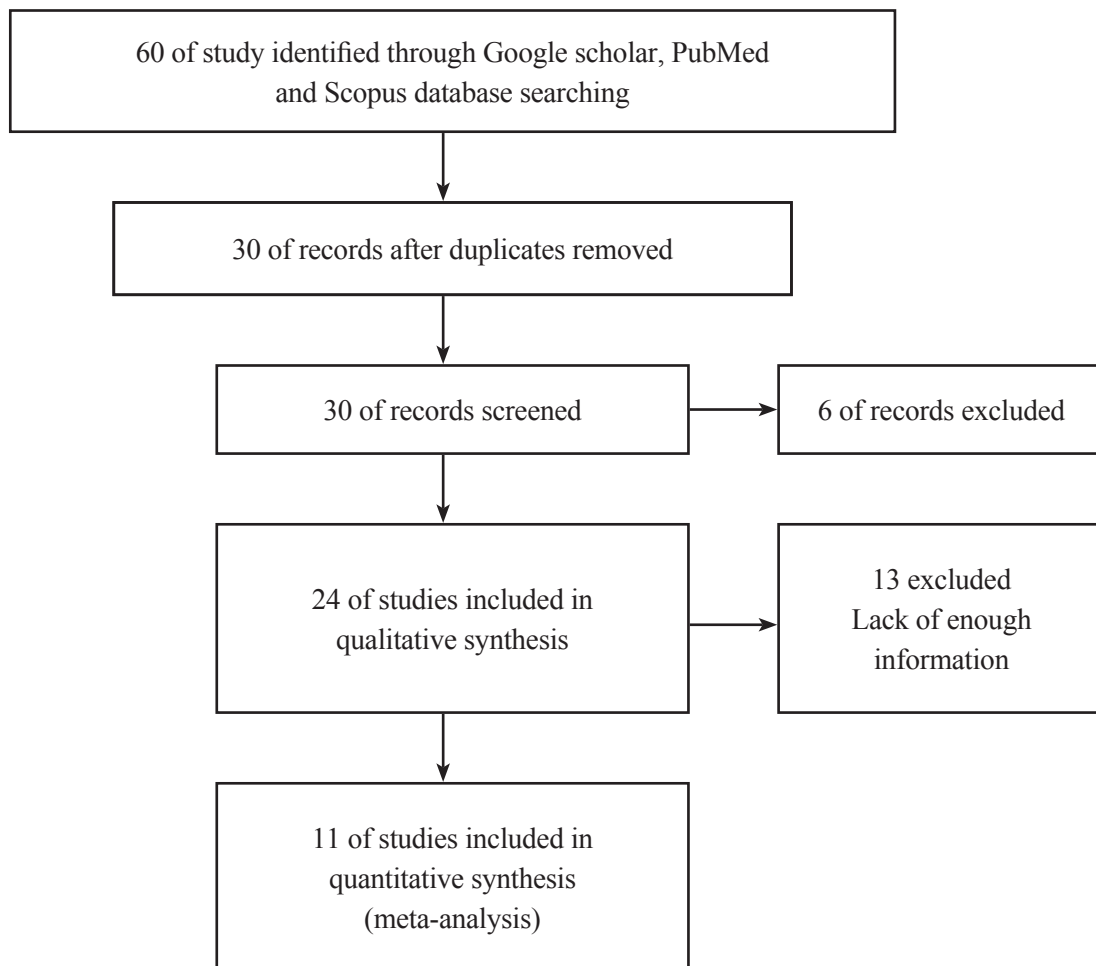 60 of study identified through Google scholar, PubMed
and Scopus database searching
30 of records after duplicates removed
30 of records screened
6 of records excluded
24 of studies included in
qualitative synthesis
13 excluded
Lack of enough
information
11 of studies included in
quantitative synthesis
(meta-analysis)